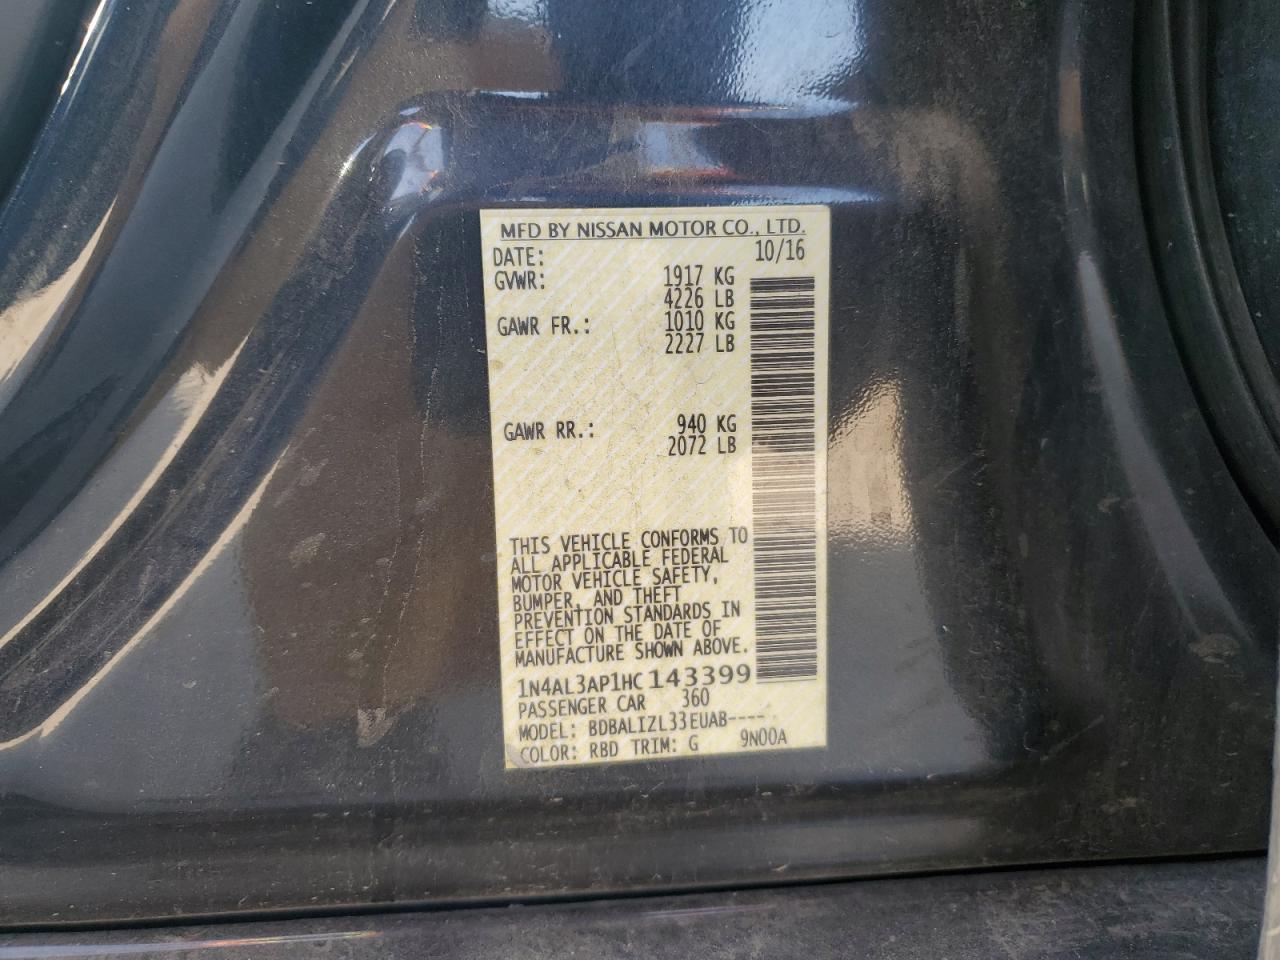 MFD BY NISSAN MOTOR CO., LTD.
DATE: 10/16
GVWR: 1917 KG
4226 LB
GAWR FR.: 1010 KG
2227 LB
GAWR RR.: 940 KG
2072 LB
THIS VEHICLE CONFORMS TO
ALL APPLICABLE FEDERAL
MOTOR VEHICLE SAFETY,
BUMPER, AND THEFT
PREVENTION STANDARDS IN
EFFECT ON THE DATE OF
MANUFACTURE SHOWN ABOVE.
1N4AL3AP1HC143399
PASSENGER CAR 360
MODEL: BDBALIZL33EUAB----
COLOR: RBD TRIM: G 9N00A